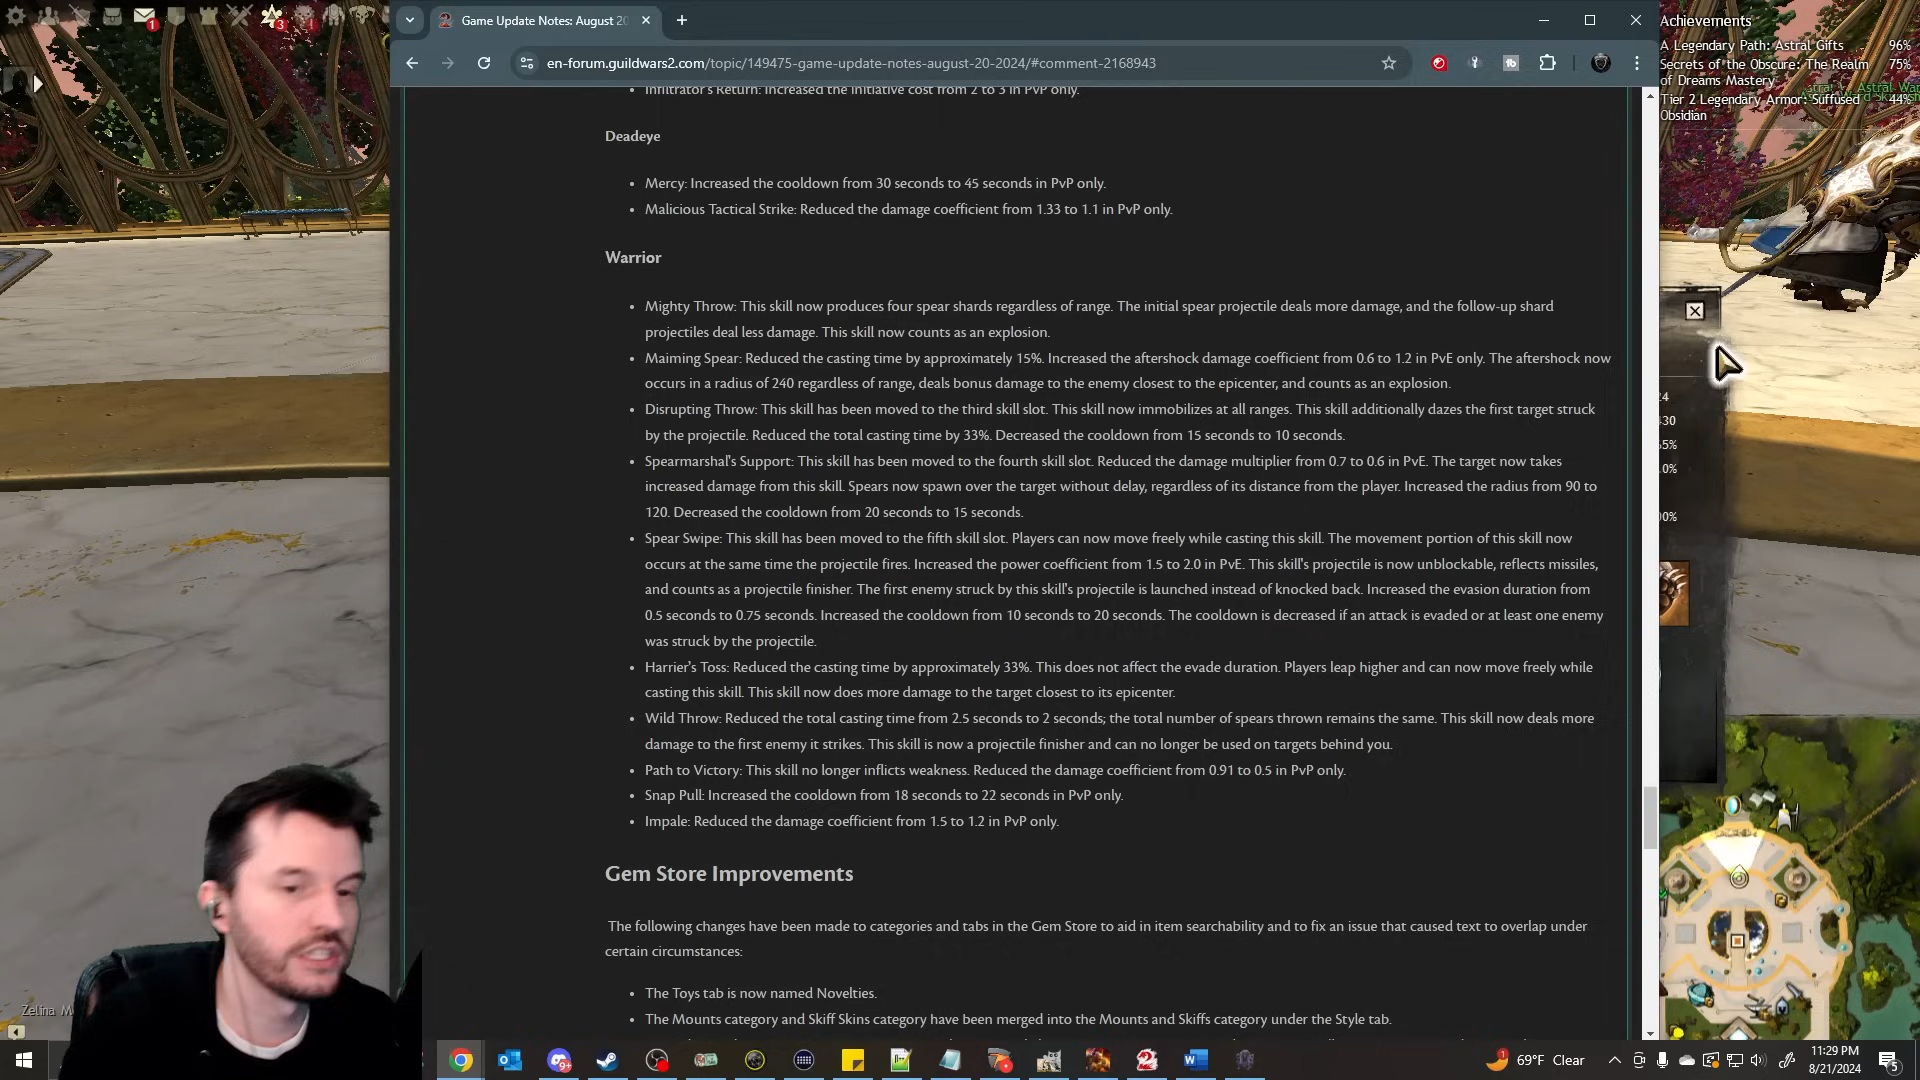 Game Update Notes: August 20
en-forum.guildwars2.com/topic/149475-game-update-notes-august-20-2024/#comment-2168943
Infiltrator's Return: Increased the initiative cost from 2 to 3 in PvP only.
Deadeye
• Mercy: Increased the cooldown from 30 seconds to 45 seconds in PvP only.
• Malicious Tactical Strike: Reduced the damage coefficient from 1.33 to 1.1 in PvP only.
Warrior
• Mighty Throw: This skill now produces four spear shards regardless of range. The initial spear projectile deals more damage, and the follow-up shard
projectiles deal less damage. This skill now counts as an explosion.
• Maiming Spear: Reduced the casting time by approximately 15%. Increased the aftershock damage coefficient from 0.6 to 1.2 in PvE only. The aftershock now
occurs in a radius of 240 regardless of range, deals bonus damage to the enemy closest to the epicenter, and counts as an explosion.
• Disrupting Throw: This skill has been moved to the third skill slot. This skill now immobilizes at all ranges. This skill additionally dazes the first target struck
by the projectile. Reduced the total casting time by 33%. Decreased the cooldown from 15 seconds to 10 seconds.
• Spearmarshal's Support: This skill has been moved to the fourth skill slot. Reduced the damage multiplier from 0.7 to 0.6 in PvE. The target now takes
increased damage from this skill. Spears now spawn over the target without delay, regardless of its distance from the player. Increased the radius from 90 to
120. Decreased the cooldown from 20 seconds to 15 seconds.
• Spear Swipe: This skill has been moved to the fifth skill slot. Players can now move freely while casting this skill. The movement portion of this skill now
occurs at the same time the projectile fires. Increased the power coefficient from 1.5 to 2.0 in PvE. This skill's projectile is now unblockable, reflects missiles,
and counts as a projectile finisher. The first enemy struck by this skill's projectile is launched instead of knocked back. Increased the evasion duration from
0.5 seconds to 0.75 seconds. Increased the cooldown from 10 seconds to 20 seconds. The cooldown is decreased if an attack is evaded or at least one enemy
was struck by the projectile.
• Harrier's Toss: Reduced the casting time by approximately 33%. This does not affect the evade duration. Players leap higher and can now move freely while
casting this skill. This skill now does more damage to the target closest to its epicenter.
• Wild Throw: Reduced the total casting time from 2.5 seconds to 2 seconds; the total number of spears thrown remains the same. This skill now deals more
damage to the first enemy it strikes. This skill is now a projectile finisher and can no longer be used on targets behind you.
• Path to Victory: This skill no longer inflicts weakness. Reduced the damage coefficient from 0.91 to 0.5 in PvP only.
• Snap Pull: Increased the cooldown from 18 seconds to 22 seconds in PvP only.
• Impale: Reduced the damage coefficient from 1.5 to 1.2 in PvP only.
Gem Store Improvements
The following changes have been made to categories and tabs in the Gem Store to aid in item searchability and to fix an issue that caused text to overlap under
certain circumstances:
• The Toys tab is now named Novelties.
• The Mounts category and Skiff Skins category have been merged into the Mounts and Skiffs category under the Style tab.
Achievements
A Legendary Path: Astral Gifts 96%
Secrets of the Obscure: The Realm 75%
of Dreams Mastery
Tier 2 Legendary Armor: Suffused 44%
Obsidian
Zelina M
69°F Clear
11:29 PM
8/21/2024